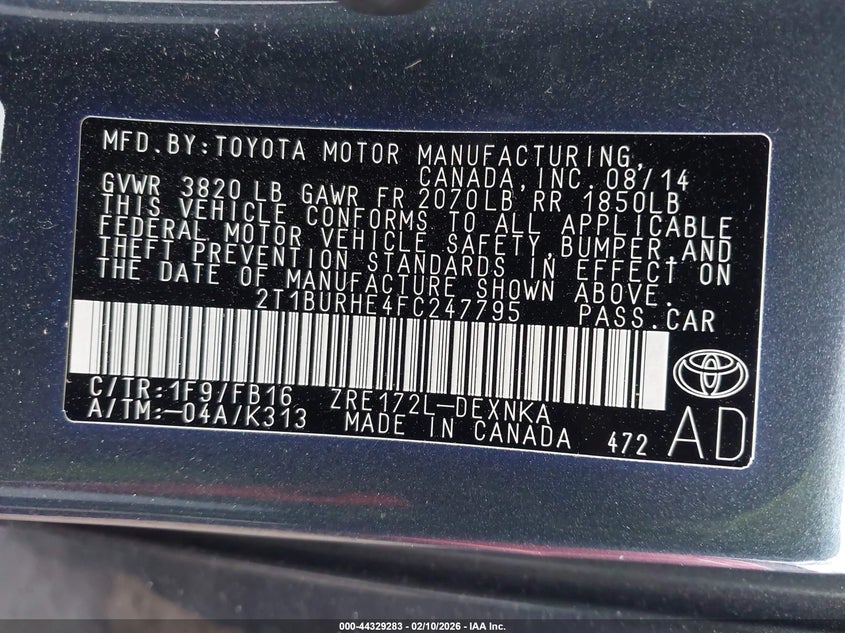 MFD.BY:TOYOTA MOTOR MANUFACTURING,
CANADA,INC. 08/14
GVWR 3820 LB GAWR FR 2070LB RR 1850LB
THIS VEHICLE CONFORMS TO ALL APPLICABLE
FEDERAL MOTOR VEHICLE SAFETY,BUMPER,AND
THEFT PREVENTION STANDARDS IN EFFECT ON
THE DATE OF MANUFACTURE SHOWN ABOVE.
2T1BURHE4FC247795 PASS.CAR
C/TR:1F9/FB16 ZRE172L-DEXNKA
A/TM:-04A/K313 MADE IN CANADA 472 AD
000-44329283 - 02/10/2026 - IAA Inc.